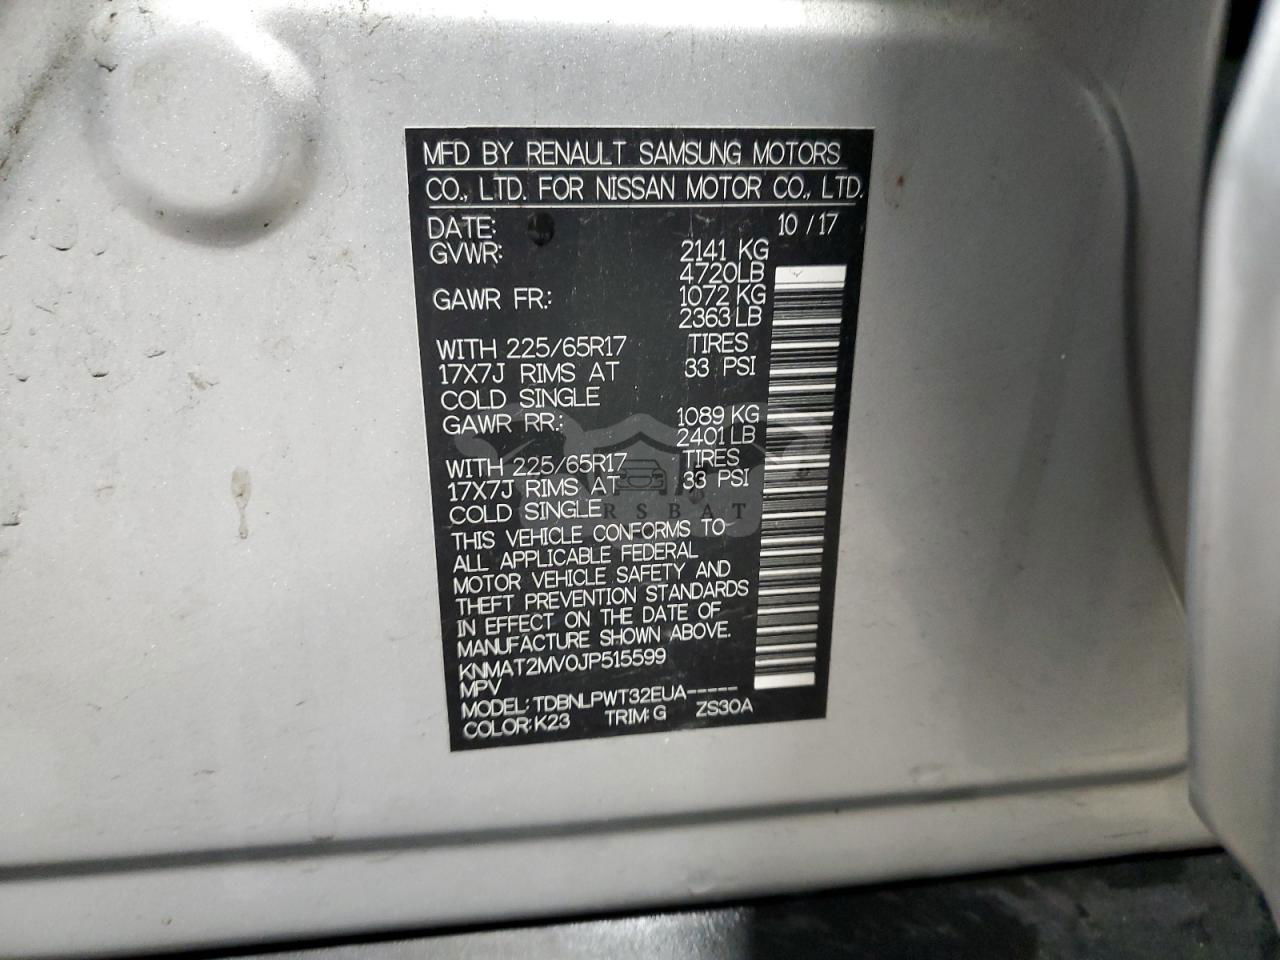 MFD BY RENAULT SAMSUNG MOTORS
CO., LTD. FOR NISSAN MOTOR CO., LTD.
DATE: 10 / 17
GVWR: 2141 KG
4720LB
GAWR FR.: 1072 KG
2363 LB
WITH 225/65R17 TIRES
17X7J RIMS AT 33 PSI
COLD SINGLE
GAWR RR.: 1089 KG
2401 LB
WITH 225/65R17 TIRES
17X7J RIMS AT 33 PSI
COLD SINGLE
THIS VEHICLE CONFORMS TO
ALL APPLICABLE FEDERAL
MOTOR VEHICLE SAFETY AND
THEFT PREVENTION STANDARDS
IN EFFECT ON THE DATE OF
MANUFACTURE SHOWN ABOVE.
KNMAT2MV0JP515599
MPV
MODEL: TDBNLPWT32EUA-----
COLOR: K23 TRIM: G ZS30A